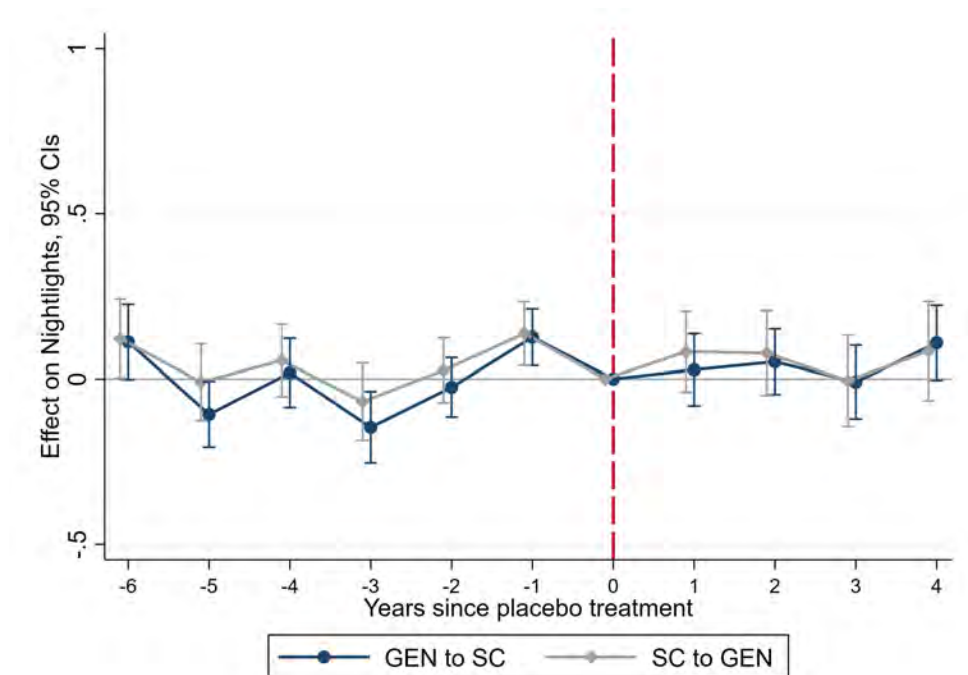 Effect on Nightlights, 95% CIs
1
.5
0
-.5
-6 -5 -4 -3 -2 -1 0 1 2 3 4
Years since placebo treatment
GEN to SC SC to GEN